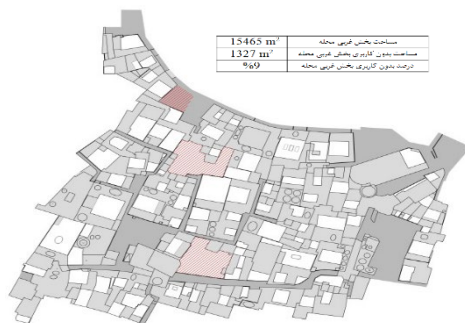 مساحت بخش غربی محله 15465 m²
مساحت بدون کاربری بخش غربی محله 1327 m²
درصد بدون کاربری بخش غربی محله %9